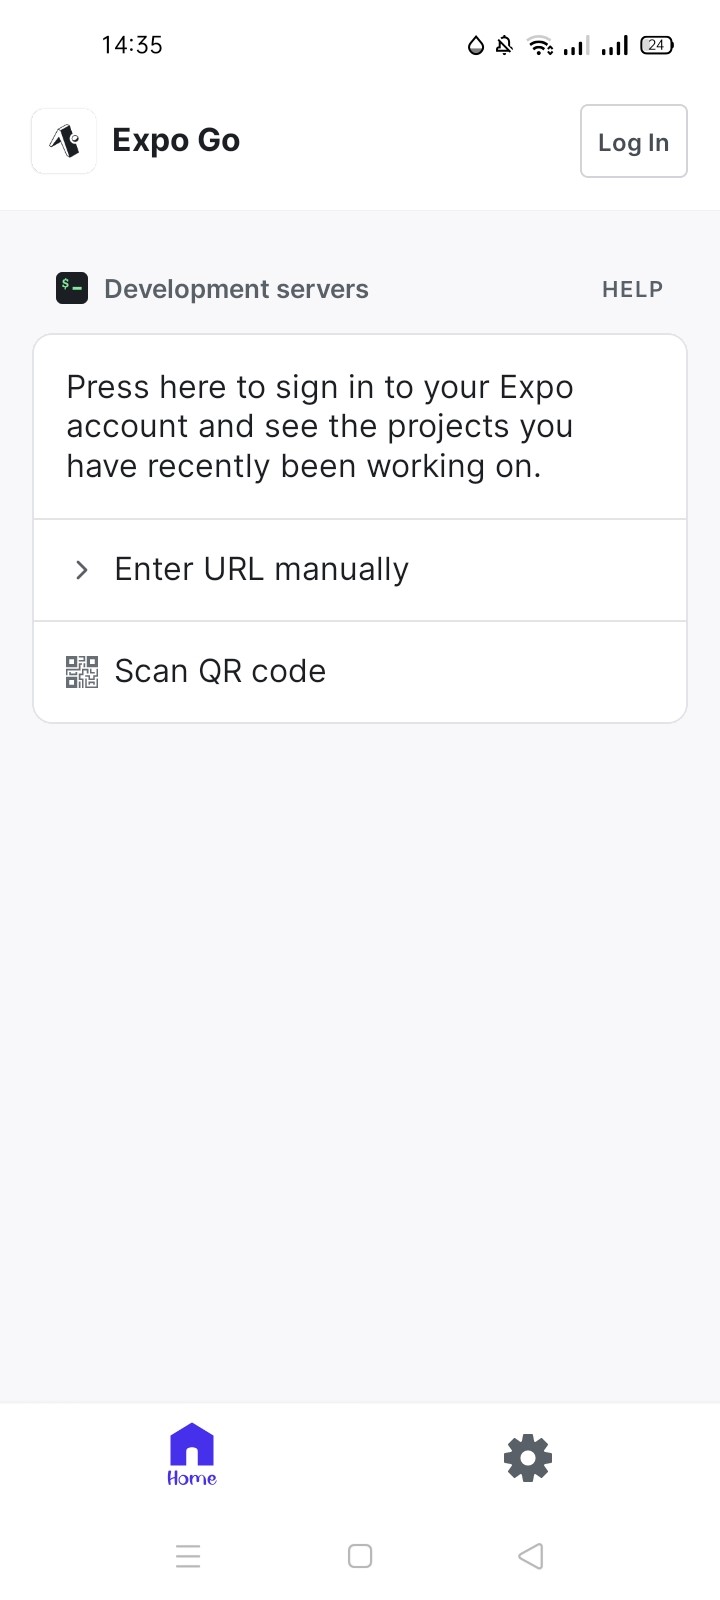 14:35
24
Expo Go
Log In
$
Development servers
HELP
Press here to sign in to your Expo
account and see the projects you
have recently been working on.
Enter URL manually
Scan QR code
Home